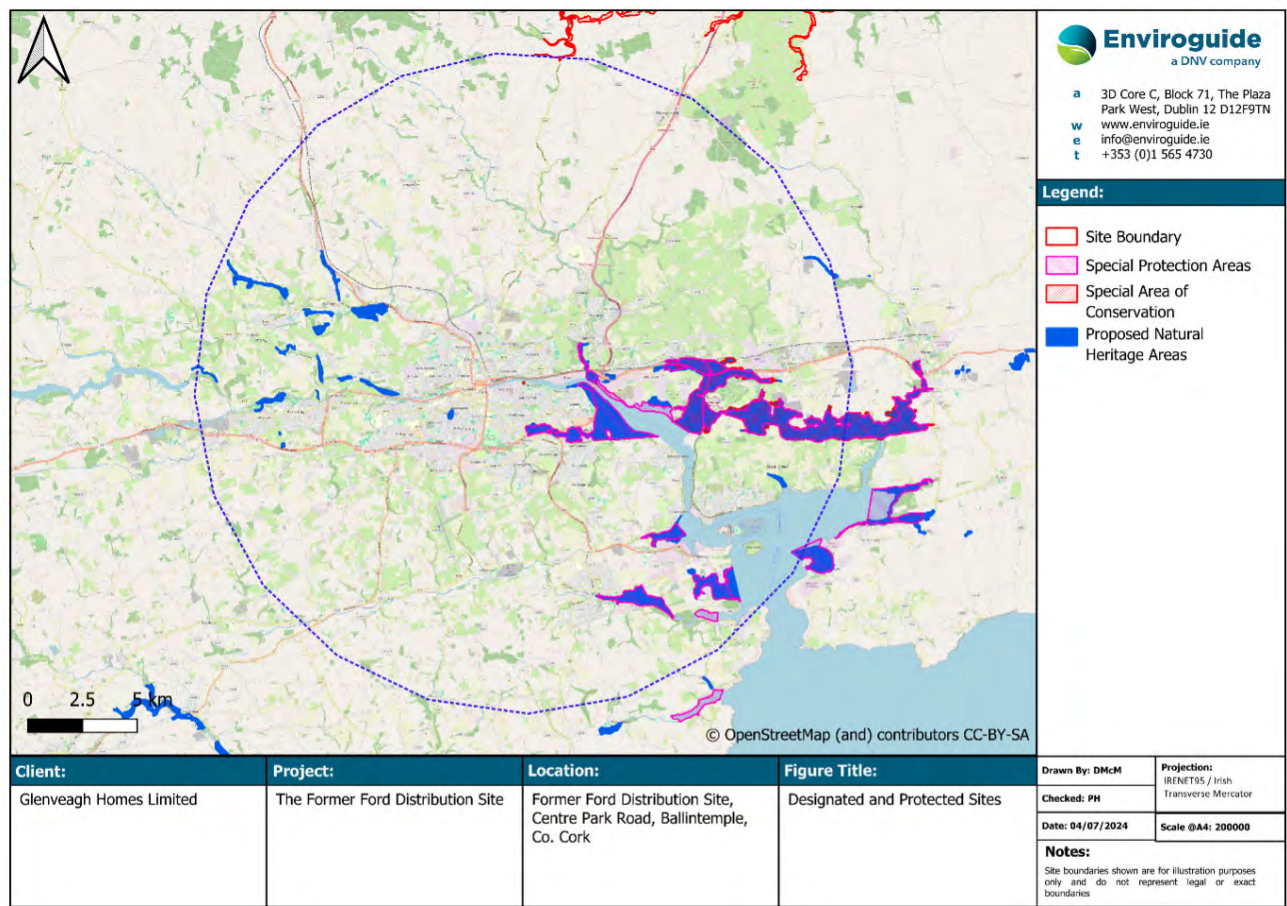 Enviroguide
a DNV company
a 3D Core C, Block 71, The Plaza
Park West, Dublin 12 D12F9TN
w www.enviroguide.ie
e info@enviroguide.ie
t +353 (0)1 565 4730
Legend:
Site Boundary
Special Protection Areas
Special Area of
Conservation
Proposed Natural
Heritage Areas
0 2.5 5 km
© OpenStreetMap (and) contributors CC-BY-SA
Client:
Glenveagh Homes Limited
Project:
The Former Ford Distribution Site
Location:
Former Ford Distribution Site,
Centre Park Road, Ballintemple,
Co. Cork
Figure Title:
Designated and Protected Sites
Drawn By: DMcM
Projection:
IRENET95 / Irish
Transverse Mercator
Checked: PH
Date: 04/07/2024
Scale @A4: 200000
Notes:
Site boundaries shown are for illustration purposes
only and do not represent legal or exact
boundaries